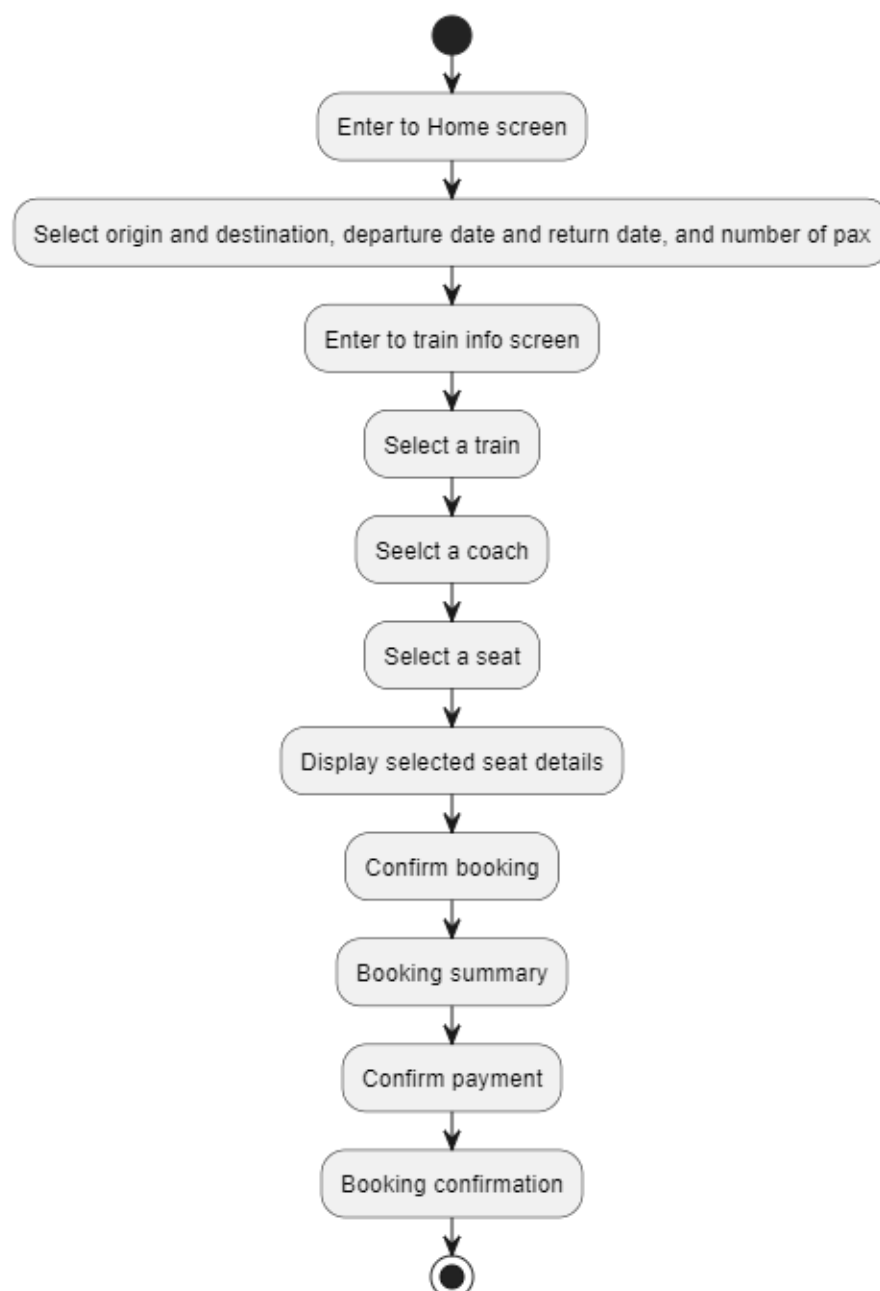 Enter to Home screen
Select origin and destination, departure date and return date, and number of pax
Enter to train info screen
Select a train
Seelct a coach
Select a seat
Display selected seat details
Confirm booking
Booking summary
Confirm payment
Booking confirmation